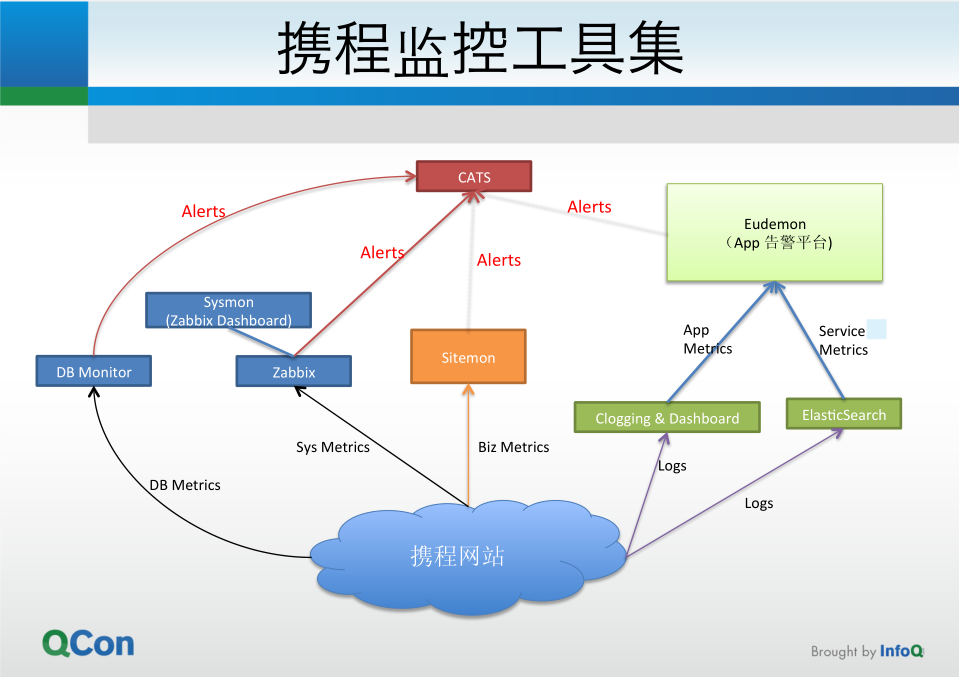 携程监控工具集
CATS
Alerts
Alerts
Alerts
Alerts
Eudemon
（App 告警平台)
Sysmon
(Zabbix Dashboard)
App
Metrics
Service
Metrics
DB Monitor
Zabbix
Sitemon
Clogging & Dashboard
ElasticSearch
Sys Metrics
Biz Metrics
Logs
DB Metrics
Logs
携程网站
QCon
Brought by InfoQ